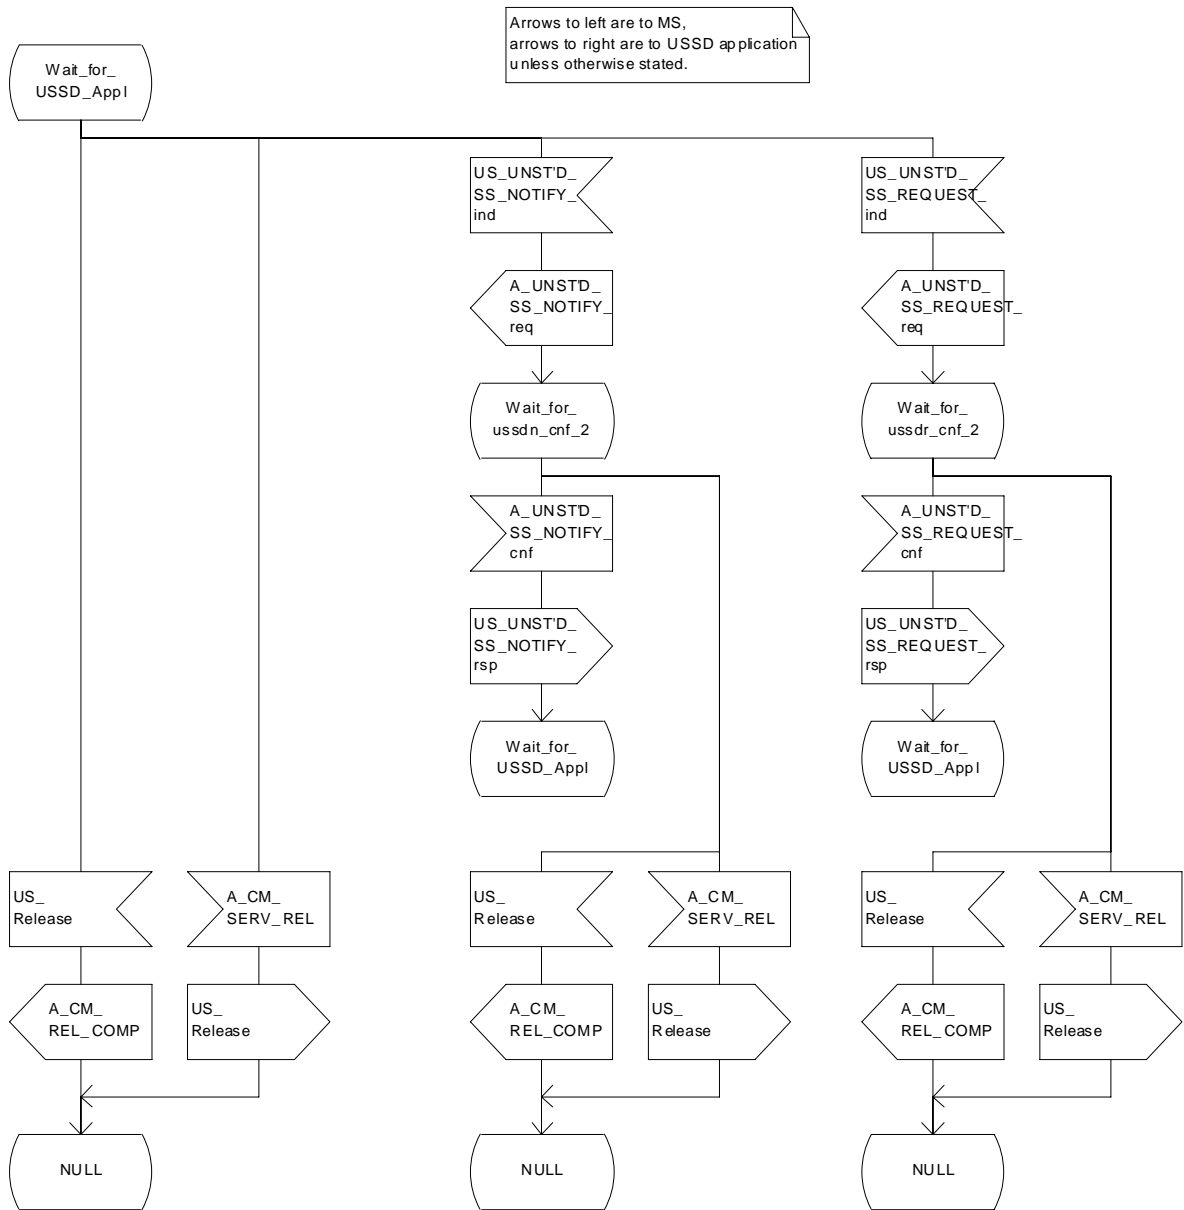 Arrows to left are to MS,
arrows to right are to USSD application
unless otherwise stated.
Wait_for_
USSD_Appl
US_UNST'D_
SS_NOTIFY_
ind
US_UNST'D_
SS_REQUEST_
ind
A_UNST'D_
SS_NOTIFY_
req
A_UNST'D_
SS_REQUEST_
req
Wait_for_
ussdn_cnf_2
Wait_for_
ussdr_cnf_2
A_UNST'D_
SS_NOTIFY_
cnf
A_UNST'D_
SS_REQUEST_
cnf
US_UNST'D_
SS_NOTIFY_
rsp
US_UNST'D_
SS_REQUEST_
rsp
Wait_for_
USSD_Appl
Wait_for_
USSD_Appl
US_
Release
A_CM_
SERV_REL
US_
Release
A_CM_
SERV_REL
US_
Release
A_CM_
SERV_REL
A_CM_
REL_COMP
US_
Release
A_CM_
REL_COMP
US_
Release
A_CM_
REL_COMP
US_
Release
NULL
NULL
NULL